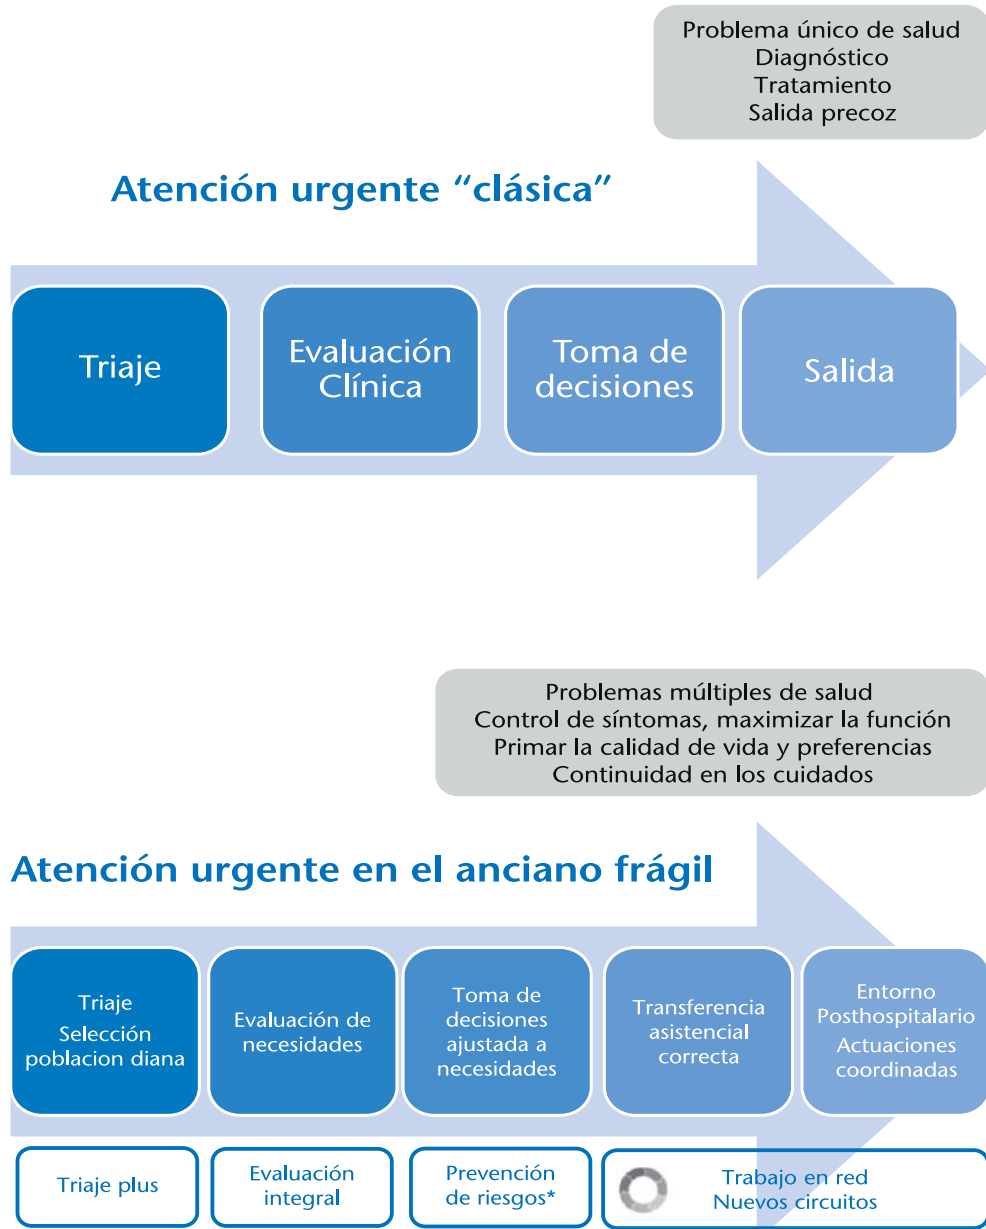 Problema único de salud
Diagnóstico
Tratamiento
Salida precoz
Atención urgente “clásica”
Triaje
Evaluación
Clínica
Toma de
decisiones
Salida
Problemas múltiples de salud
Control de síntomas, maximizar la función
Primar la calidad de vida y preferencias
Continuidad en los cuidados
Atención urgente en el anciano frágil
Triaje
Selección
poblacion diana
Evaluación de
necesidades
Toma de
decisiones
ajustada a
necesidades
Transferencia
asistencial
correcta
Entorno
Posthospitalario
Actuaciones
coordinadas
Triaje plus
Evaluación
integral
Prevención
de riesgos*
Trabajo en red
Nuevos circuitos